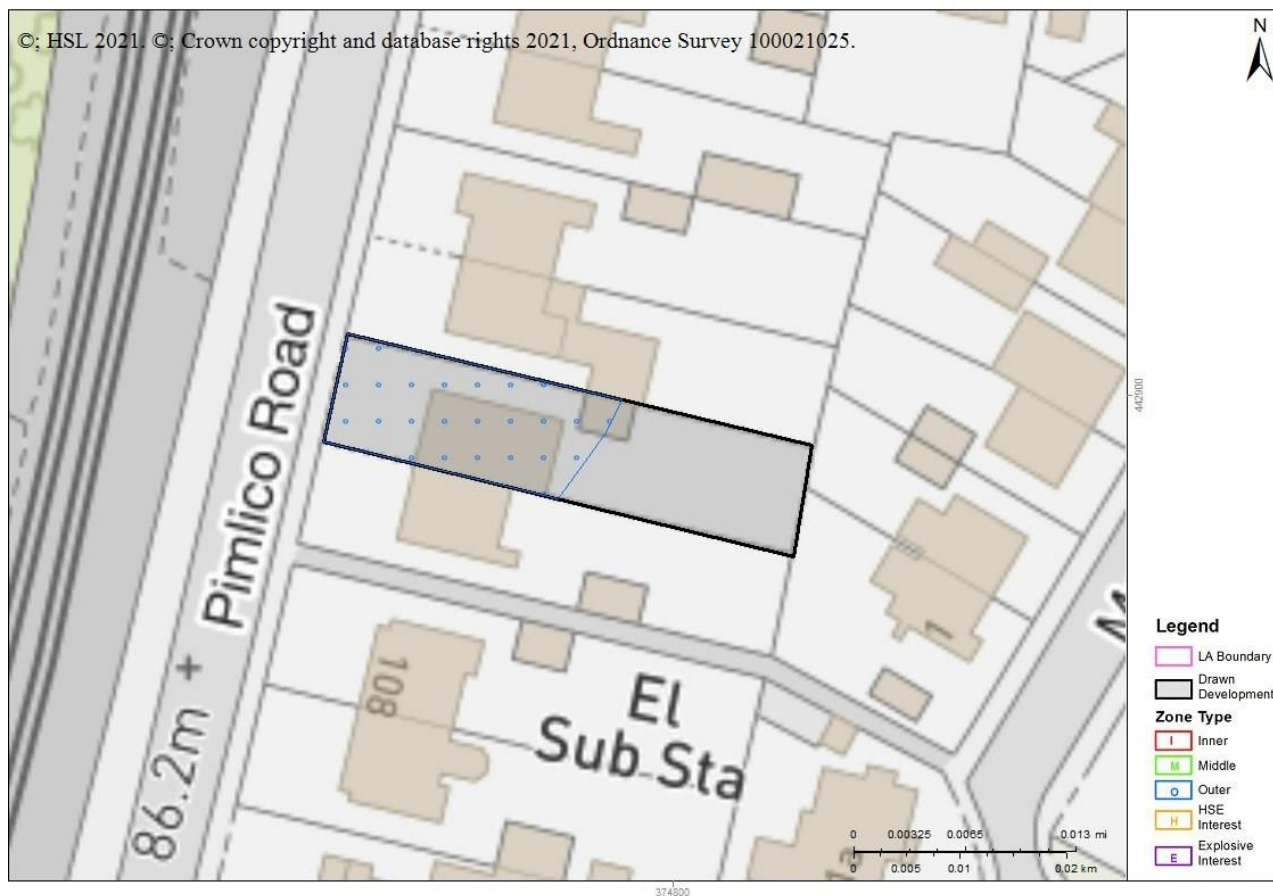 ©; HSL 2021. ©; Crown copyright and database rights 2021, Ordnance Survey 100021025.
N
Pimlico Road
442900
86.2m +
108
El
Sub Sta
1
0 0.00325 0.0065 0.013 mi
0 0.005 0.01 0.02 km
374800
Legend
LA Boundary
Drawn
Development
Zone Type
I Inner
M Middle
O Outer
H HSE
Interest
E Explosive
Interest